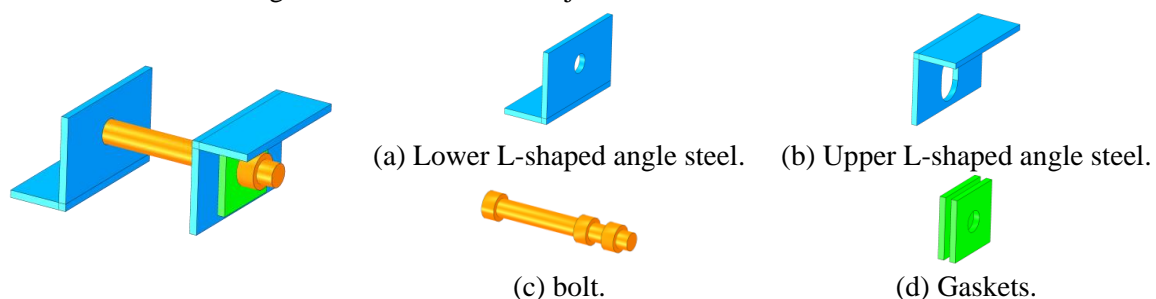 (a) Lower L-shaped angle steel.
(b) Upper L-shaped angle steel.
(c) bolt.
(d) Gaskets.